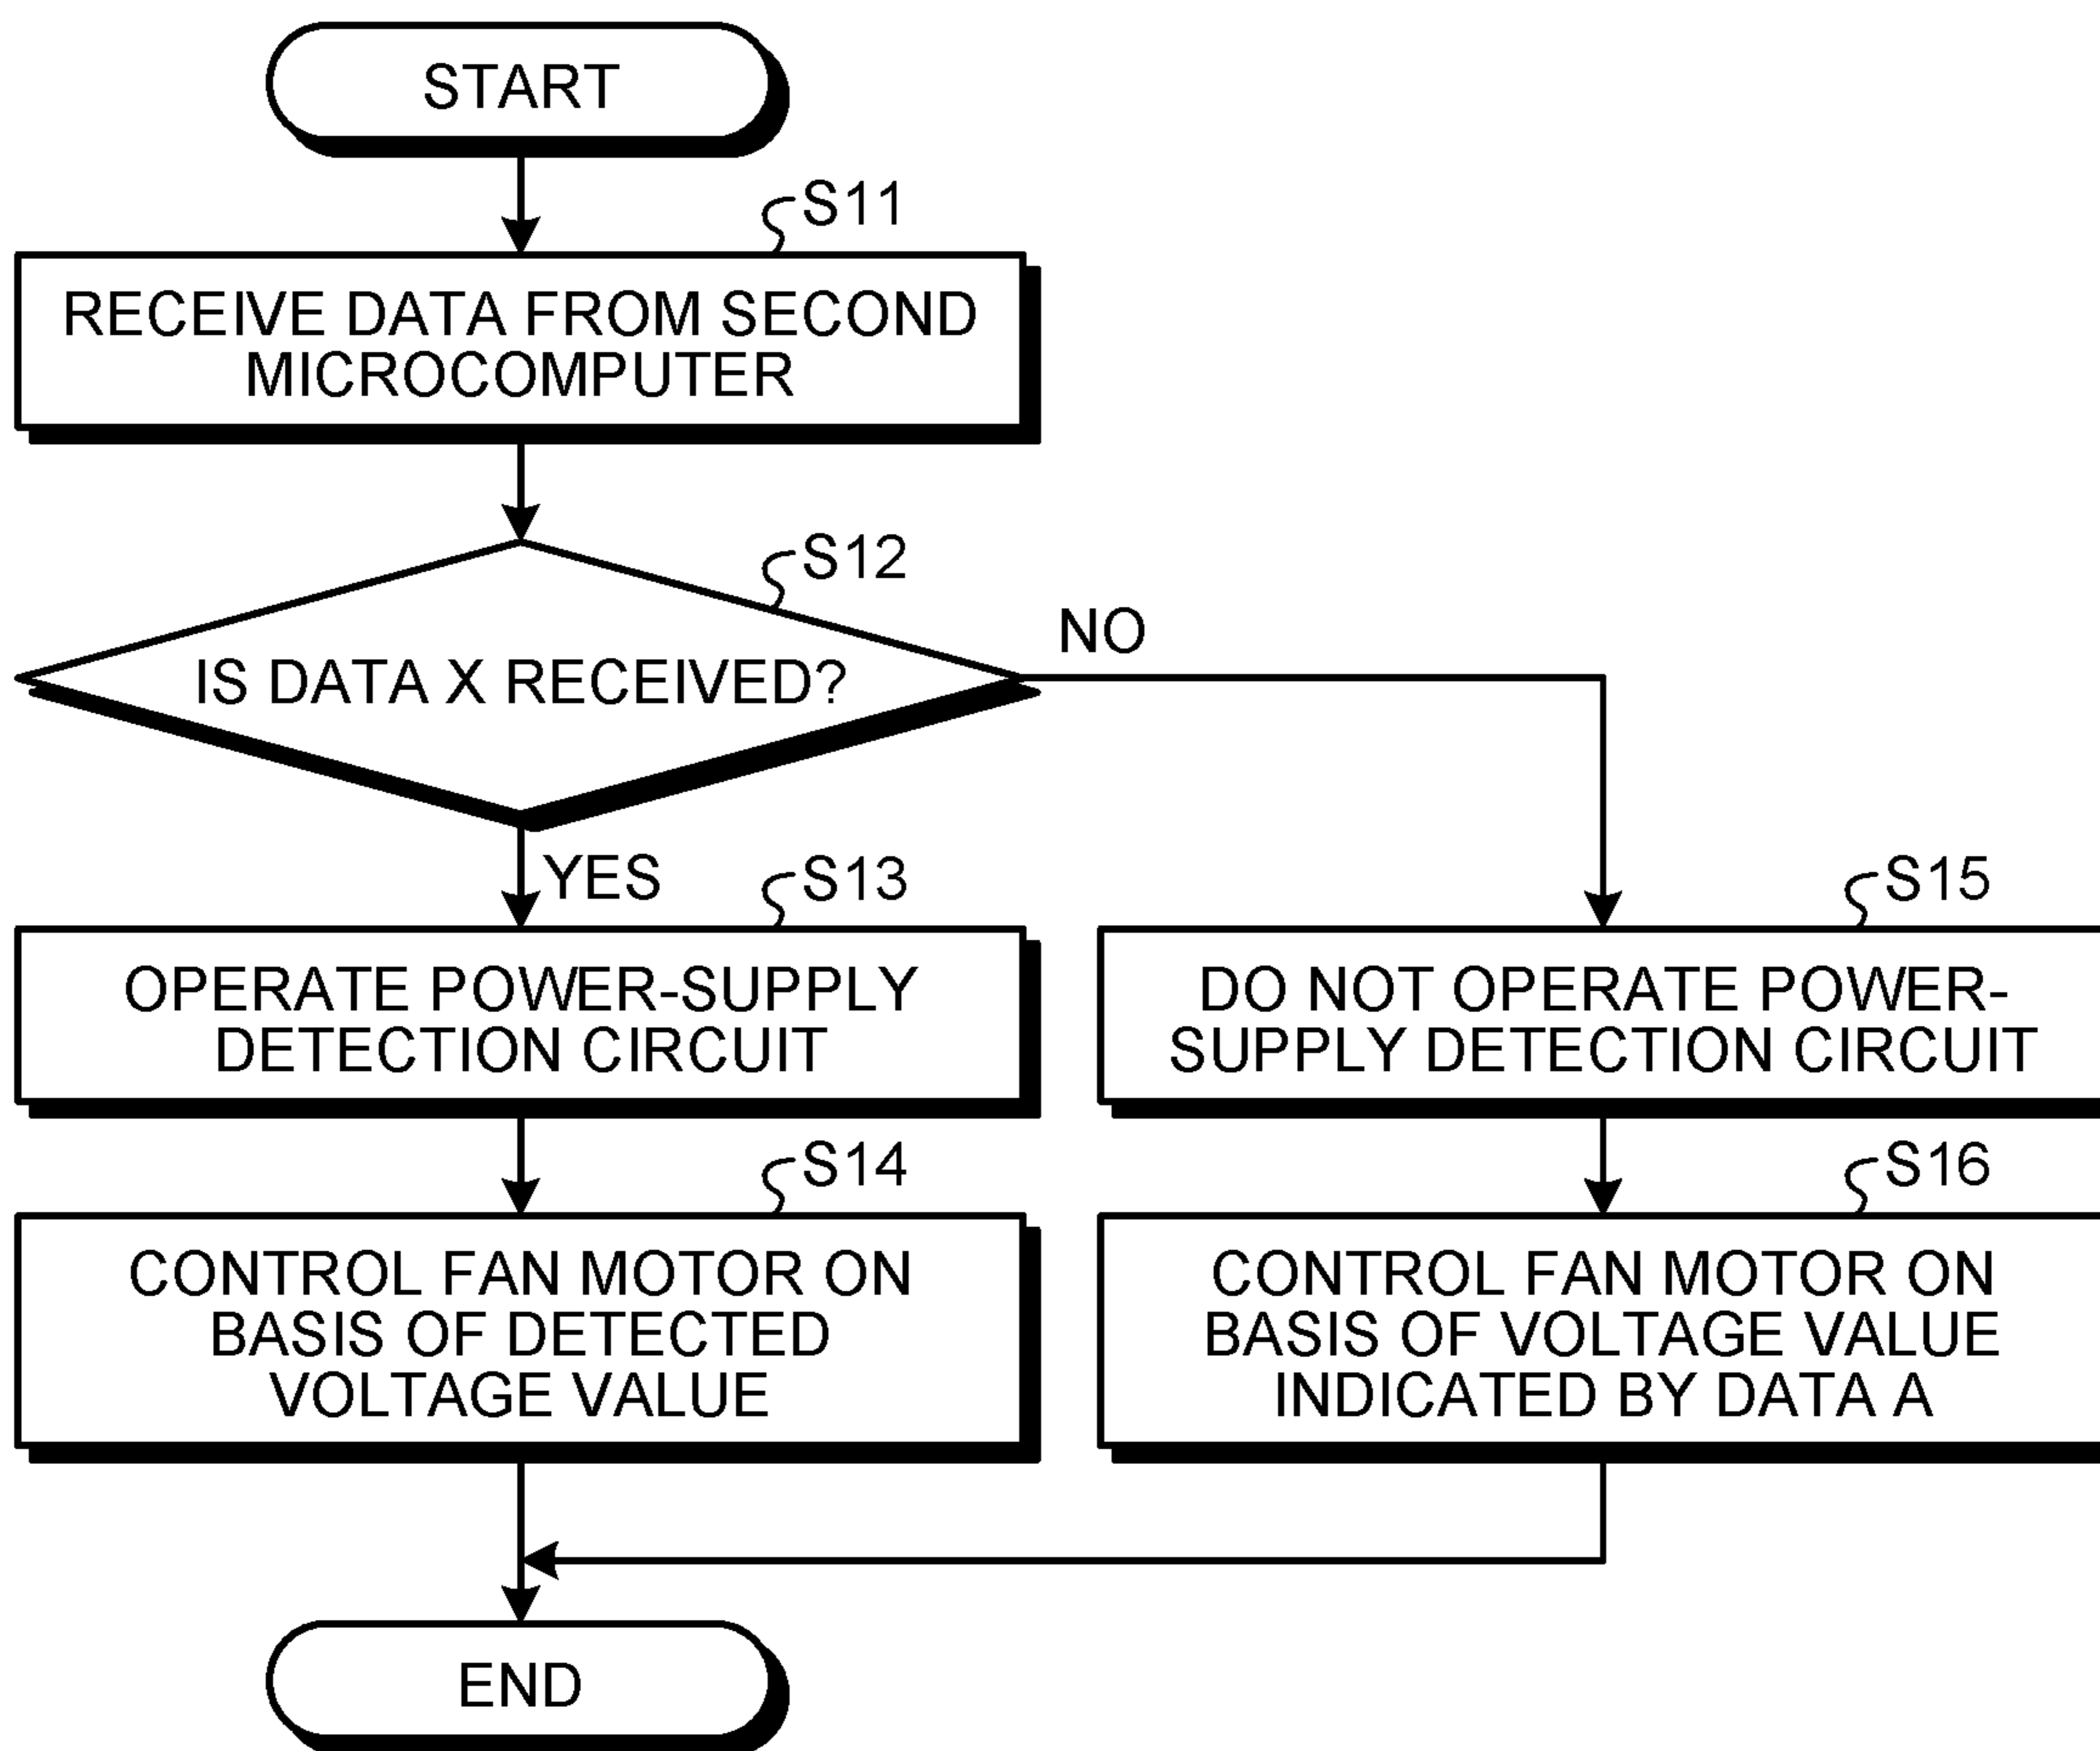 START
S11
RECEIVE DATA FROM SECOND
MICROCOMPUTER
S12
IS DATA X RECEIVED?
NO
YES
S13
OPERATE POWER-SUPPLY
DETECTION CIRCUIT
S15
DO NOT OPERATE POWER-
SUPPLY DETECTION CIRCUIT
S14
CONTROL FAN MOTOR ON
BASIS OF DETECTED
VOLTAGE VALUE
S16
CONTROL FAN MOTOR ON
BASIS OF VOLTAGE VALUE
INDICATED BY DATA A
END